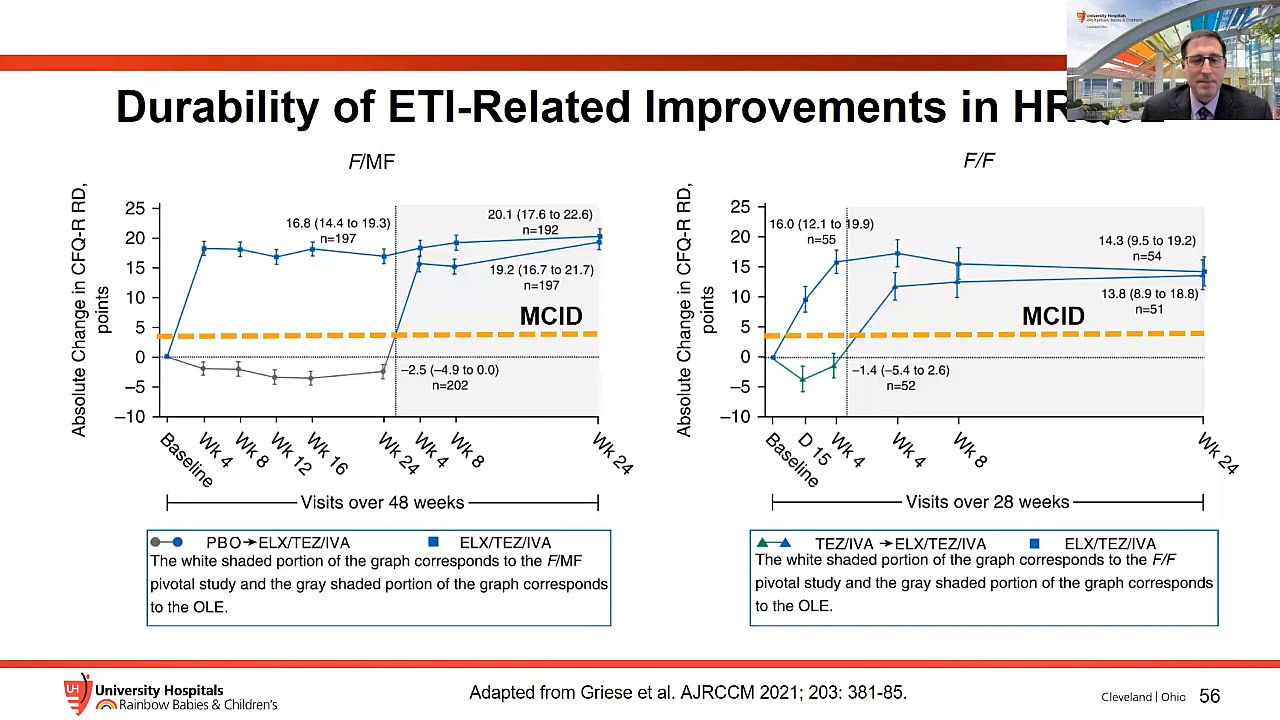 University Hospitals
Durability of ETI-Related Improvements in
F/MF
Absolute Change in CFQ-R RD,
points
25
20
15
10
5
0
–5
–10
16.8 (14.4 to 19.3)
n=197
20.1 (17.6 to 22.6)
n=192
19.2 (16.7 to 21.7)
n=197
MCID
–2.5 (–4.9 to 0.0)
n=202
Baseline
Wk 4
Wk 8
Wk 12
Wk 16
Wk 24
Wk 4
Wk 8
Wk 24
Visits over 48 weeks
PBO→ELX/TEZ/IVA ELX/TEZ/IVA
The white shaded portion of the graph corresponds to the F/MF
pivotal study and the gray shaded portion of the graph corresponds
to the OLE.
F/F
Absolute Change in CFQ-R RD,
points
25
20
15
10
5
0
–5
–10
16.0 (12.1 to 19.9)
n=55
14.3 (9.5 to 19.2)
n=54
13.8 (8.9 to 18.8)
n=51
MCID
–1.4 (–5.4 to 2.6)
n=52
Baseline
D 15
Wk 4
Wk 4
Wk 8
Wk 24
Visits over 28 weeks
TEZ/IVA →ELX/TEZ/IVA ELX/TEZ/IVA
The white shaded portion of the graph corresponds to the F/F
pivotal study and the gray shaded portion of the graph corresponds
to the OLE.
UH
University Hospitals
Rainbow Babies & Children's
Adapted from Griese et al. AJRCCM 2021; 203: 381-85.
Cleveland | Ohio 56